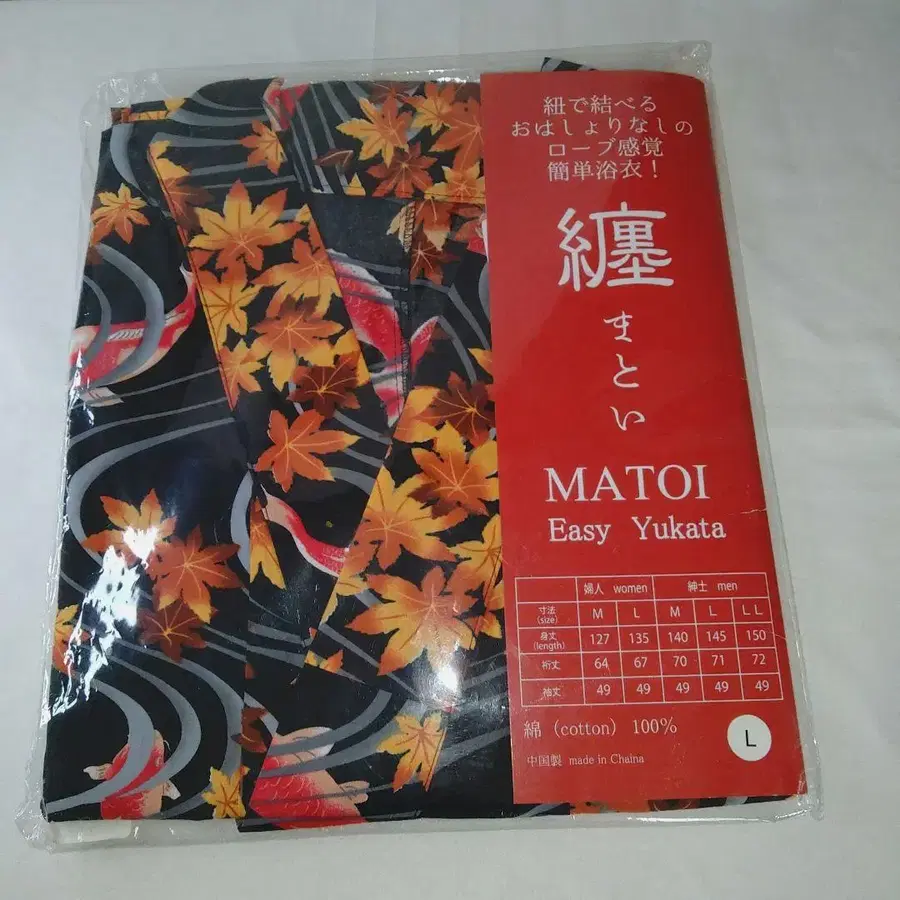 紐で結べる
おはしょりなしの
ローブ感覚
簡単浴衣！
纏
まとい
MATOI
Easy Yukata
婦人 women 紳士 men
寸法 (size) M L M L LL
身丈 (length) 127 135 140 145 150
裄丈 64 67 70 71 72
袖丈 49 49 49 49 49
綿 (cotton) 100%
中国製 made in Chaina
L